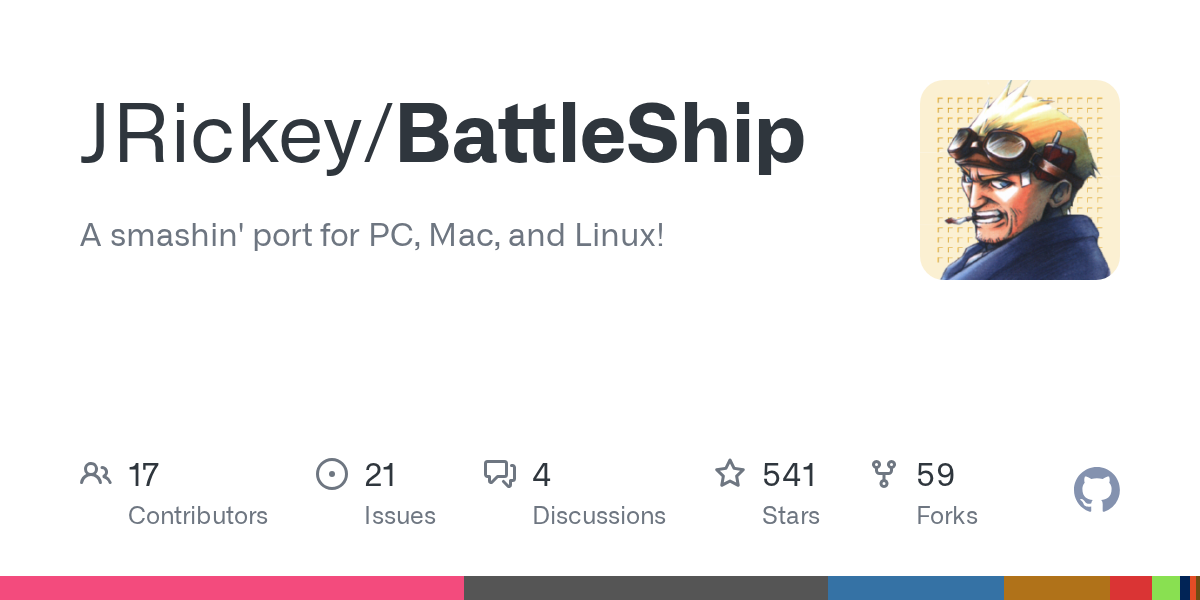 JRickey/BattleShip
A smashin' port for PC, Mac, and Linux!
17 21 4 541 59
Contributors Issues Discussions Stars Forks